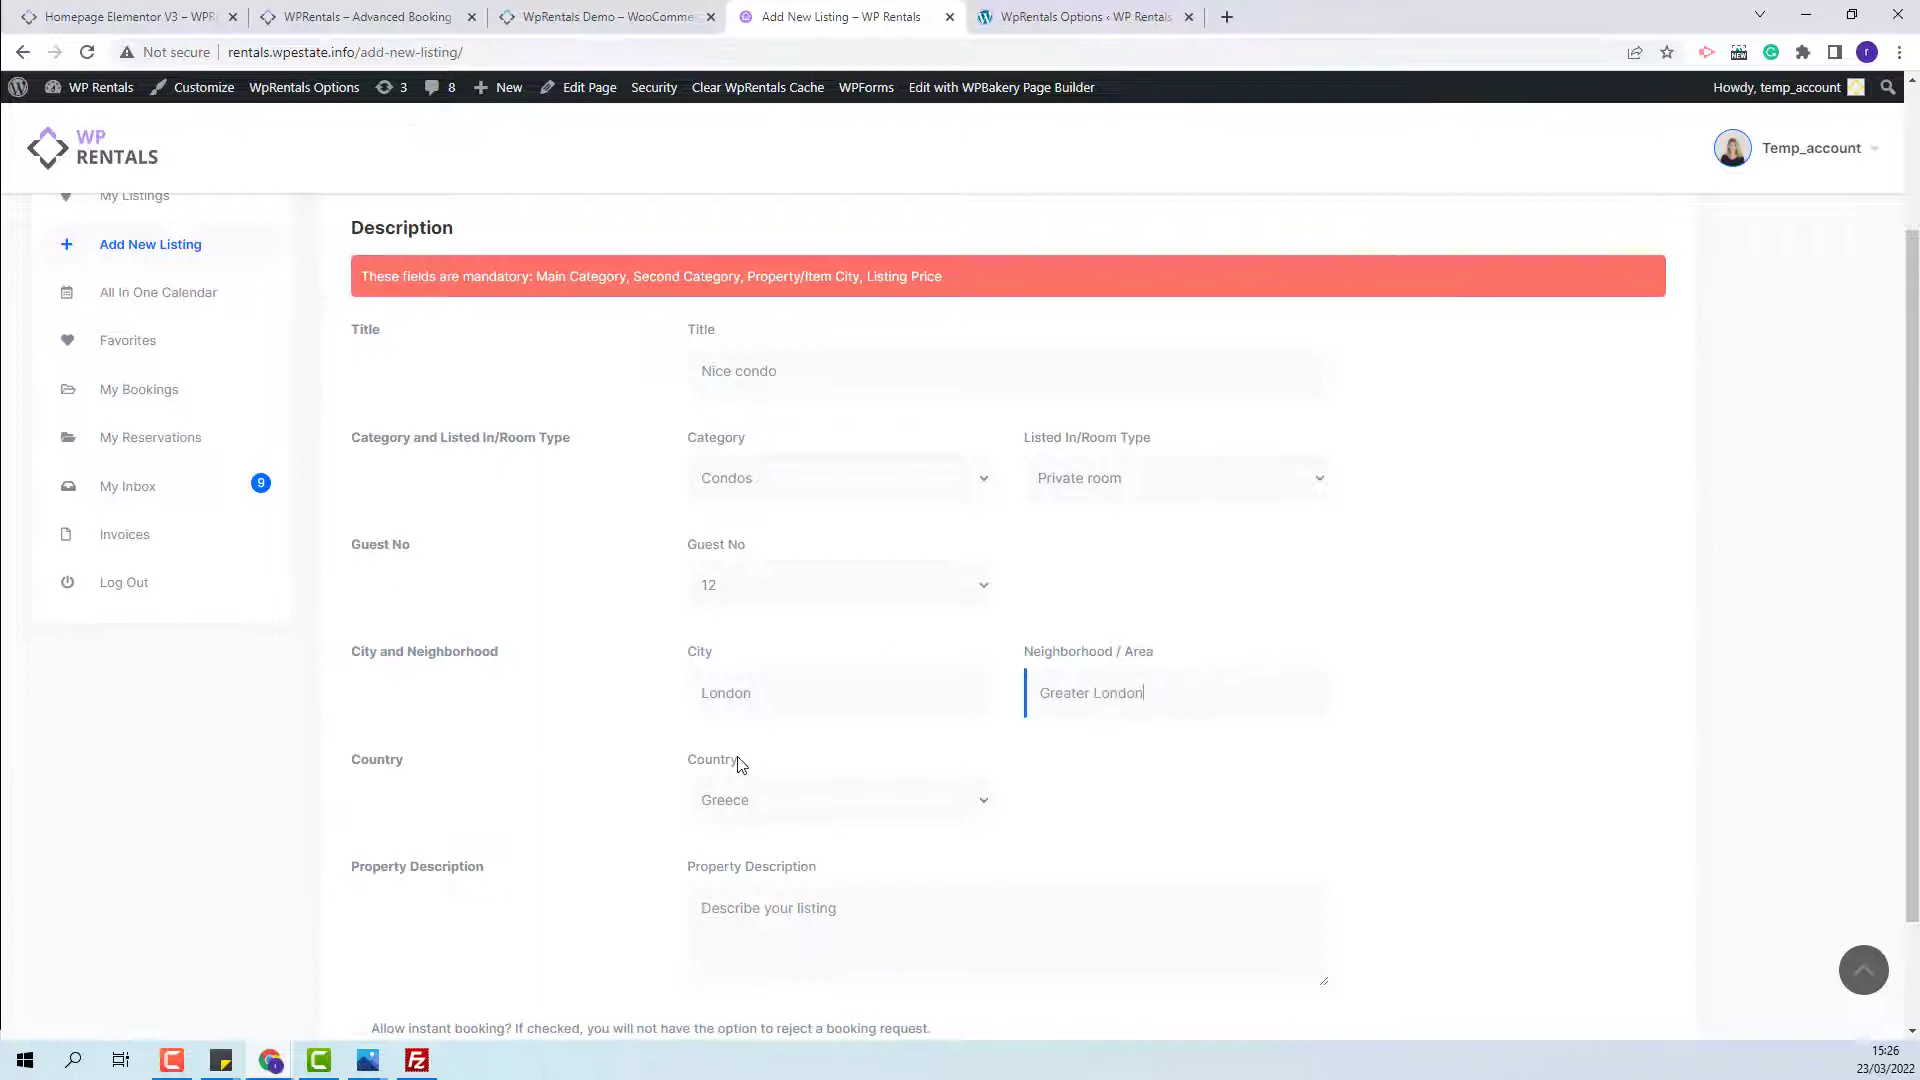 Homepage Elementor V3 – WPR
WPRentals – Advanced Booking
WpRentals Demo – WooComme
Add New Listing – WP Rentals
WpRentals Options ‹ WP Rentals
Not secure
rentals.wpestate.info/add-new-listing/
NEW
r
WP Rentals
Customize
WpRentals Options
3
8
New
Edit Page
Security
Clear WpRentals Cache
WPForms
Edit with WPBakery Page Builder
Howdy, temp_account
WP
RENTALS
Temp_account
My Listings
Add New Listing
All In One Calendar
Favorites
My Bookings
My Reservations
My Inbox
9
Invoices
Log Out
Description
These fields are mandatory: Main Category, Second Category, Property/Item City, Listing Price
Title
Title
Nice condo
Category and Listed In/Room Type
Category
Listed In/Room Type
Condos
Private room
Guest No
Guest No
12
City and Neighborhood
City
Neighborhood / Area
London
Greater London
Country
Country
Greece
Property Description
Property Description
Describe your listing
Allow instant booking? If checked, you will not have the option to reject a booking request.
15:26
23/03/2022